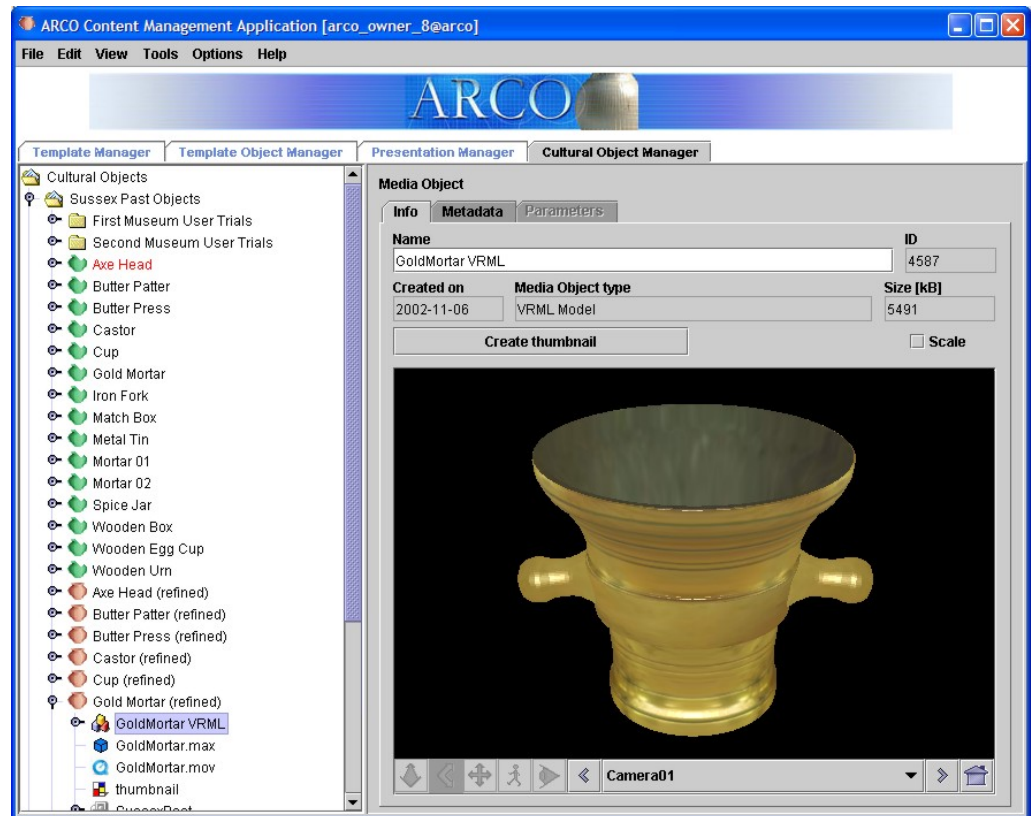 ARCO Content Management Application [arco_owner_8@arco]
File Edit View Tools Options Help
ARCO
Template Manager Template Object Manager Presentation Manager Cultural Object Manager
Cultural Objects
Sussex Past Objects
First Museum User Trials
Second Museum User Trials
Axe Head
Butter Patter
Butter Press
Castor
Cup
Gold Mortar
Iron Fork
Match Box
Metal Tin
Mortar 01
Mortar 02
Spice Jar
Wooden Box
Wooden Egg Cup
Wooden Urn
Axe Head (refined)
Butter Patter (refined)
Butter Press (refined)
Castor (refined)
Cup (refined)
Gold Mortar (refined)
GoldMortar VRML
GoldMortar.max
GoldMortar.mov
thumbnail
Media Object
Info Metadata Parameters
Name ID
GoldMortar VRML 4587
Created on Media Object type Size [kB]
2002-11-06 VRML Model 5491
Create thumbnail Scale
Camera01